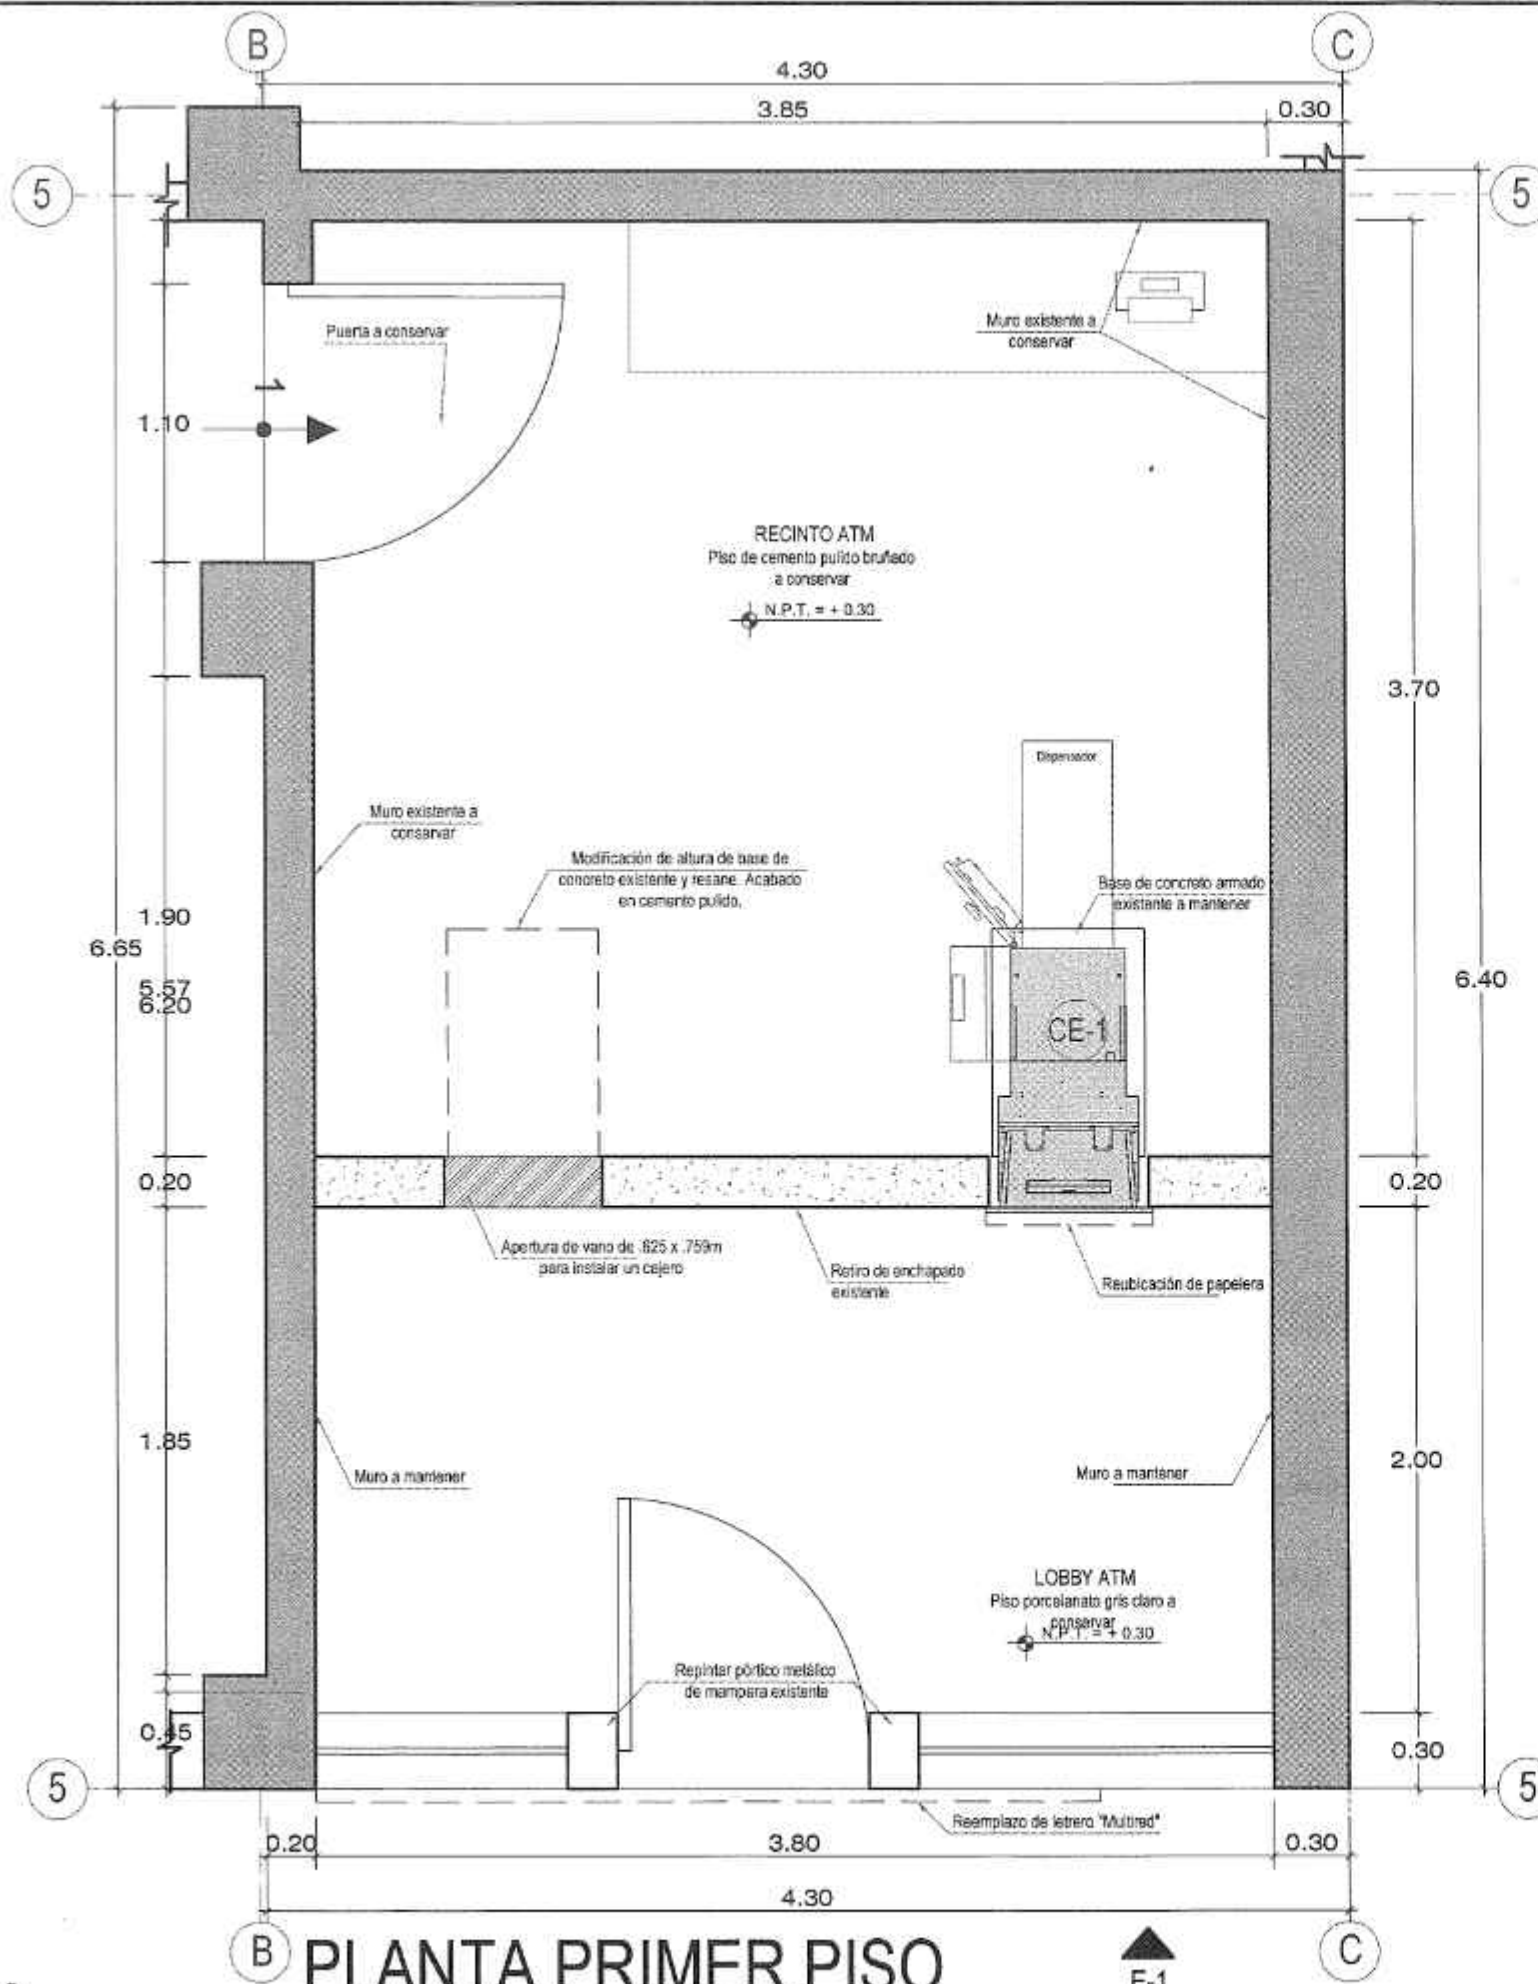 B
C
4.30
3.85
0.30
5
5
Puerta a conservar
Muro existente a
conservar
1
1.10
RECINTO ATM
Piso de cemento pulido bruñado
a conservar
N.P.T. = + 0.30
3.70
Dispensador
Muro existente a
conservar
Modificación de altura de base de
concreto existente y resane. Acabado
en cemento pulido.
Base de concreto armado
existente a mantener
1.90
6.65
5.57
6.20
6.40
CE-1
0.20
0.20
Apertura de vano de .625 x .759m
para instalar un cajero
Retiro de enchapado
existente
Reubicación de papelera
1.85
2.00
Muro a mantener
Muro a mantener
LOBBY ATM
Piso porcelanato gris claro a
conservar
N.P.T. = + 0.30
Repintar pórtico metálico
de mampara existente
0.45
0.30
5
5
Reemplazo de letrero "Multired"
0.20
3.80
0.30
4.30
B
PLANTA PRIMER PISO
E-1
C